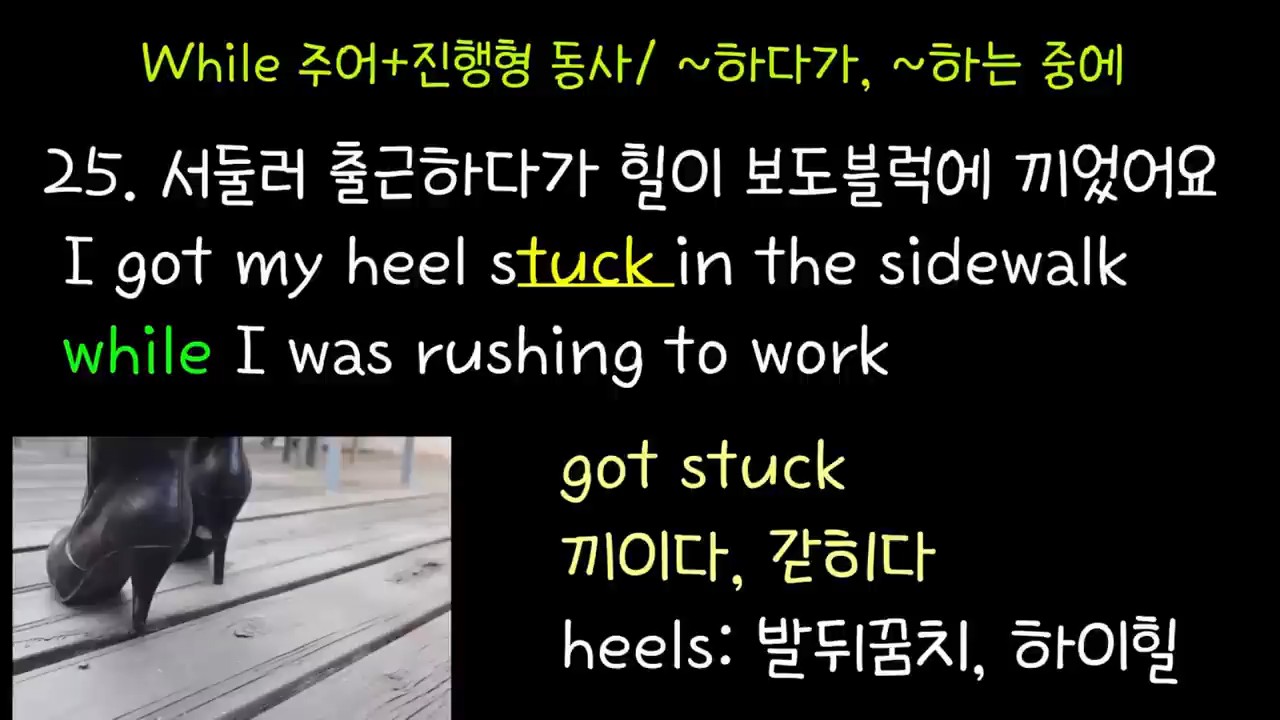 While 주어+진행형 동사/ ~하다가, ~하는 중에
25. 서둘러 출근하다가 힐이 보도블럭에 끼었어요
I got my heel stuck in the sidewalk
while I was rushing to work
got stuck
끼이다, 갇히다
heels: 발뒤꿈치, 하이힐